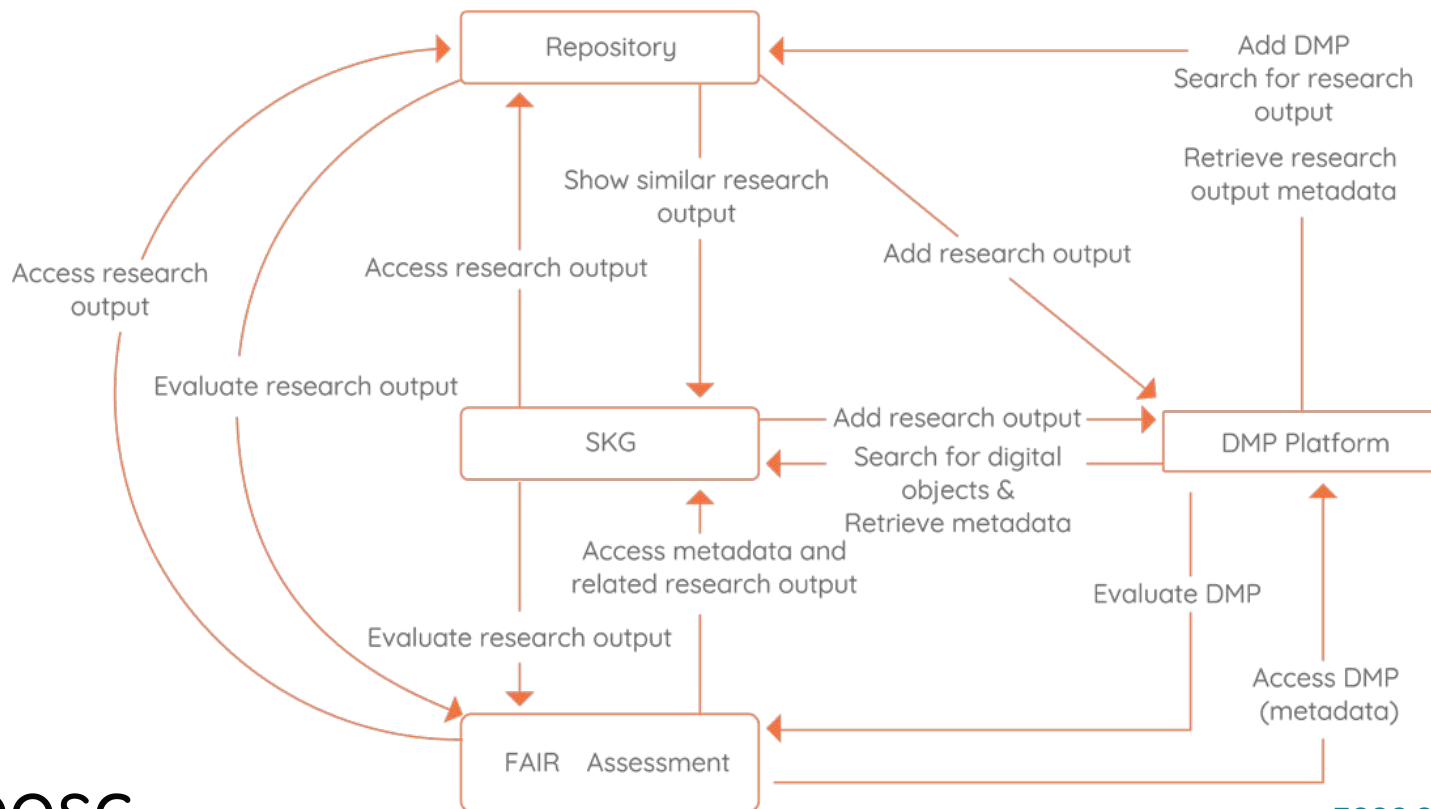 Repository
Add DMP
Search for research
output
Retrieve research
output metadata
Show similar research
output
Access research output
Add research output
Access research
output
Evaluate research output
SKG
Add research output
Search for digital
objects &
Retrieve metadata
DMP Platform
Access metadata and
related research output
Evaluate research output
Evaluate DMP
Access DMP
(metadata)
FAIR Assessment